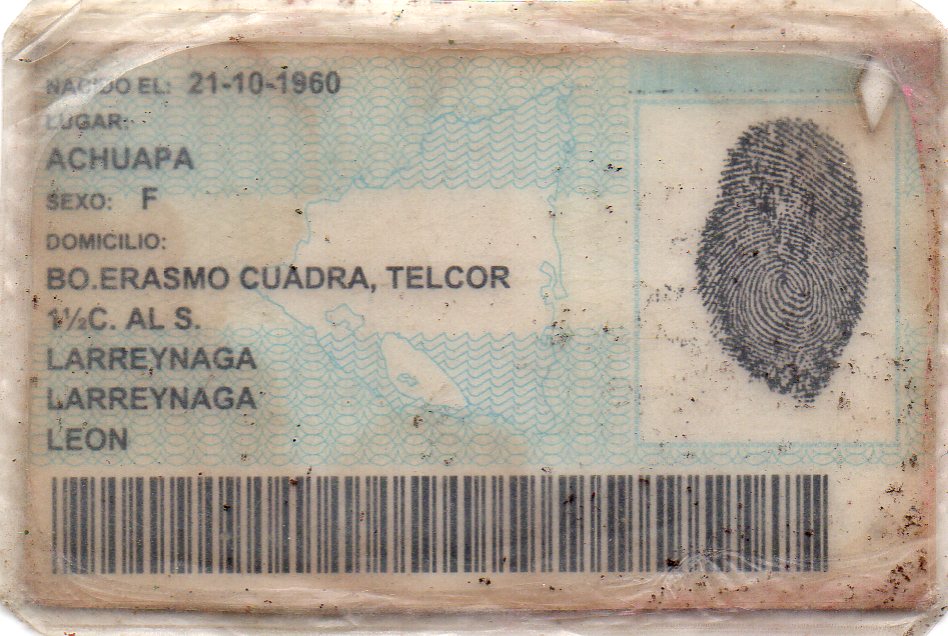 NACIDO EL: 21-10-1960
LUGAR:
ACHUAPA
SEXO: F
DOMICILIO:
BO.ERASMO CUADRA, TELCOR
1½C. AL S.
LARREYNAGA
LARREYNAGA
LEON